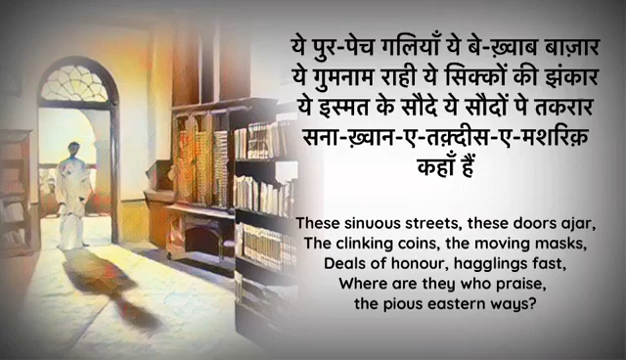 ये पुर-पेच गलियाँ ये बे-ख़्वाब बाज़ार
ये गुमनाम राही ये सिक्कों की झंकार
ये इस्मत के सौदे ये सौदों पे तकरार
सना-ख़्वान-ए-तक़्दीस-ए-मशरिक़
कहाँ हैं
These sinuous streets, these doors ajar,
The clinking coins, the moving masks,
Deals of honour, hagglings fast,
Where are they who praise,
the pious eastern ways?